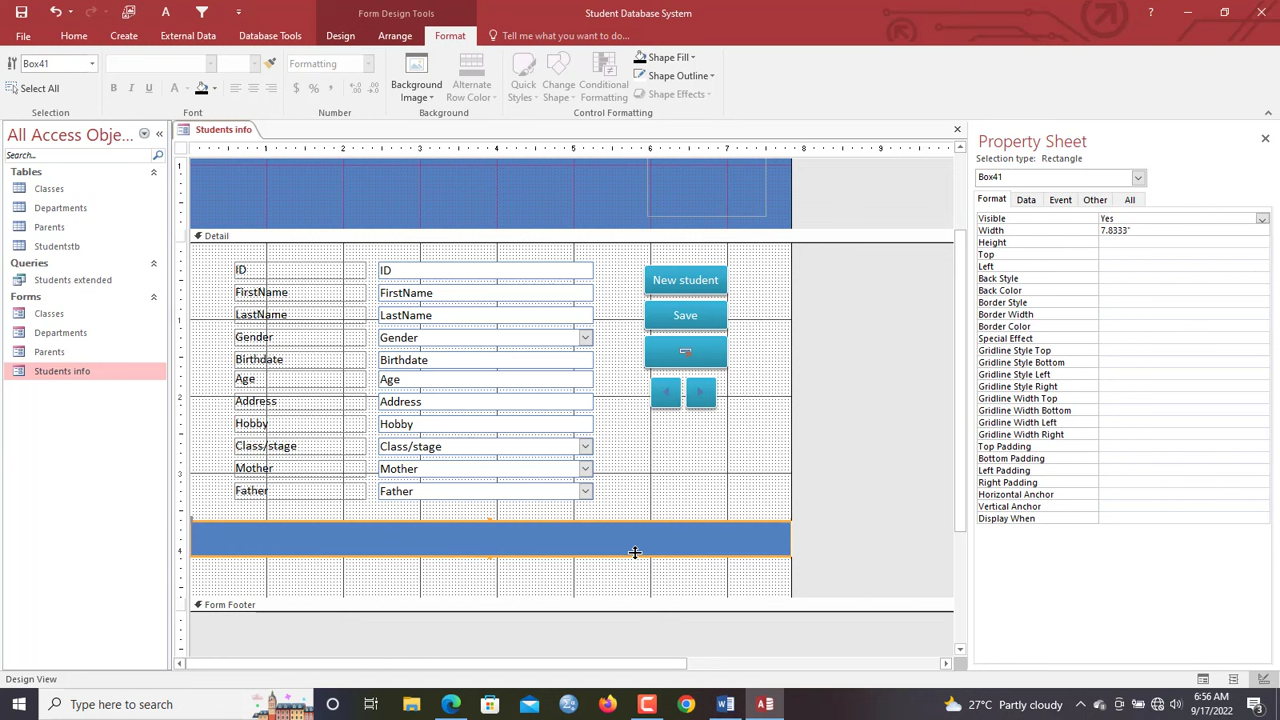 Form Design Tools
Student Database System
File
Home
Create
External Data
Database Tools
Design
Arrange
Format
Tell me what you want to do...
Box41
Select All
Selection
Font
Formatting
Number
Background Image
Alternate Row Color
Background
Quick Styles
Change Shape
Conditional Formatting
Shape Fill
Shape Outline
Shape Effects
Control Formatting
All Access Obje...
Search...
Tables
Classes
Departments
Parents
Studentstb
Queries
Students extended
Forms
Classes
Departments
Parents
Students info
Students info
1 2 3 4 5 6 7 8 9
Detail
ID ID
FirstName FirstName
LastName LastName
Gender Gender
Birthdate Birthdate
Age Age
Address Address
Hobby Hobby
Class/stage Class/stage
Mother Mother
Father Father
New student
Save
Form Footer
Property Sheet
Selection type: Rectangle
Box41
Format Data Event Other All
Visible Yes
Width 7.8333"
Height
Top
Left
Back Style
Back Color
Border Style
Border Width
Border Color
Special Effect
Gridline Style Top
Gridline Style Bottom
Gridline Style Left
Gridline Style Right
Gridline Width Top
Gridline Width Bottom
Gridline Width Left
Gridline Width Right
Top Padding
Bottom Padding
Left Padding
Right Padding
Horizontal Anchor
Vertical Anchor
Display When
Design View
Type here to search
27°C Partly cloudy
6:56 AM
9/17/2022